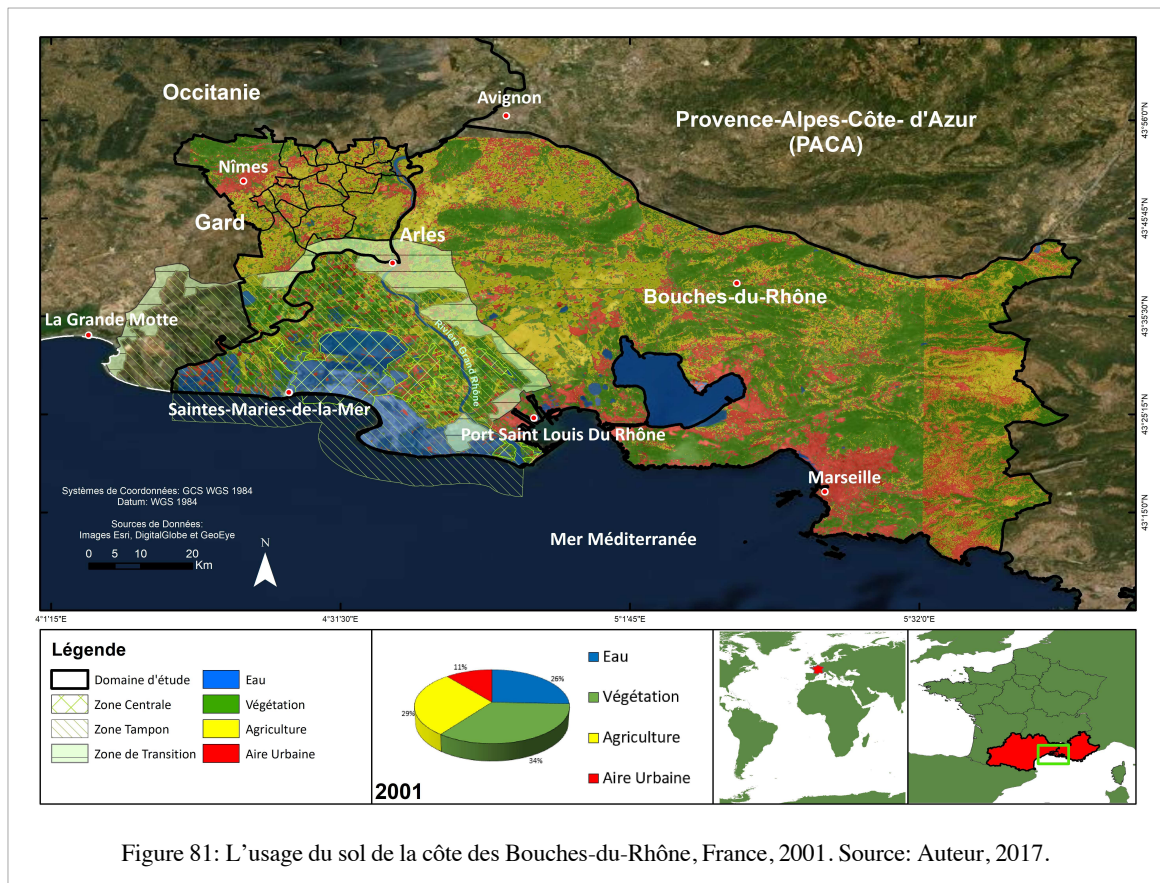 Occitanie
Avignon
Provence-Alpes-Côte- d'Azur
(PACA)
Nîmes
Gard
Arles
Bouches-du-Rhône
La Grande Motte
Rivière Grand Rhône
Saintes-Maries-de-la-Mer
Port Saint Louis Du Rhône
Marseille
Mer Méditerranée
Systèmes de Coordonnées: GCS WGS 1984
Datum: WGS 1984
Sources de Données:
Images Esri, DigitalGlobe et GeoEye
0 5 10 20
Km
N
43°56'0"N
43°45'45"N
43°35'30"N
43°25'15"N
43°15'0"N
4°1'15"E
4°31'30"E
5°1'45"E
5°32'0"E
Légende
Domaine d'étude
Zone Centrale
Zone Tampon
Zone de Transition
Eau
Végétation
Agriculture
Aire Urbaine
11%
26%
29%
34%
2001
Eau
Végétation
Agriculture
Aire Urbaine
Figure 81: L’usage du sol de la côte des Bouches-du-Rhône, France, 2001. Source: Auteur, 2017.